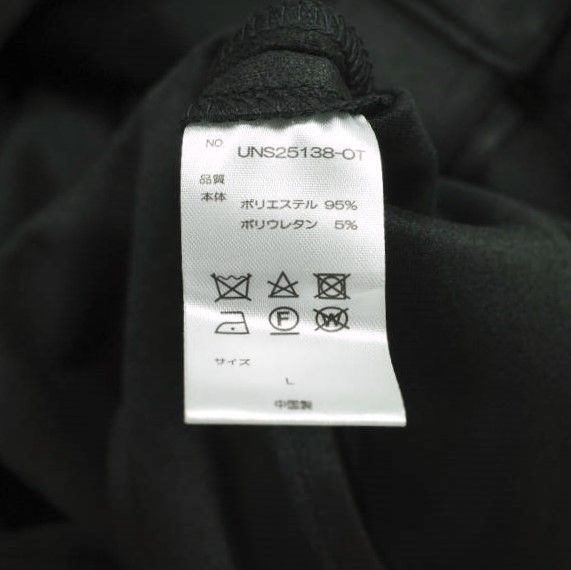 NO. UNS25138-OT
品質
本体 ポリエステル 95%
ポリウレタン 5%
F W
サイズ
L
中国製